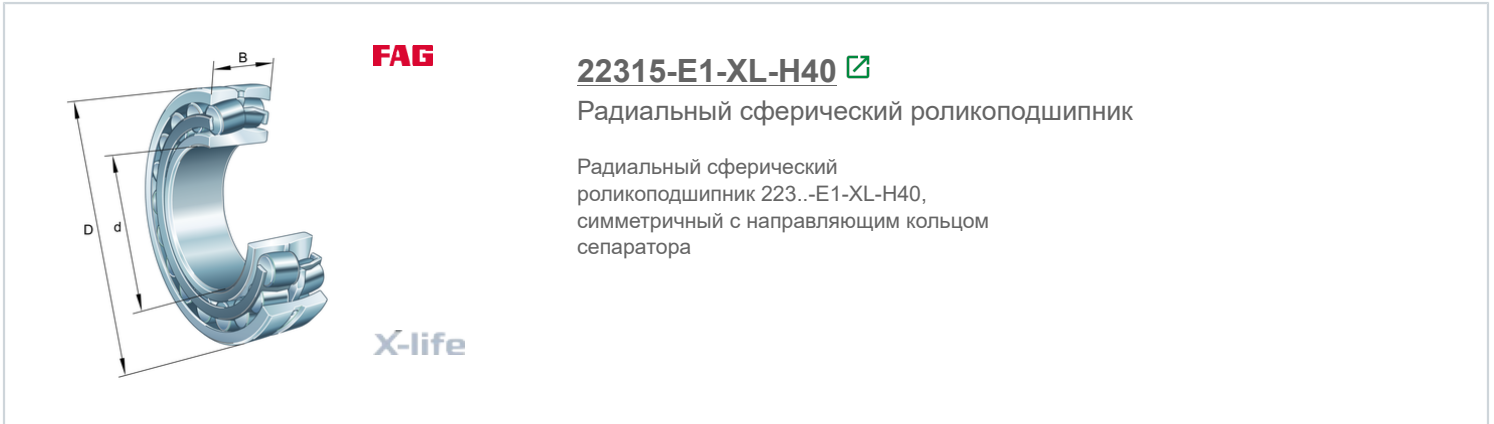 B
D
d
FAG
X-life
22315-E1-XL-H40
Радиальный сферический роликоподшипник
Радиальный сферический
роликоподшипник 223..-E1-XL-H40,
симметричный с направляющим кольцом
сепаратора